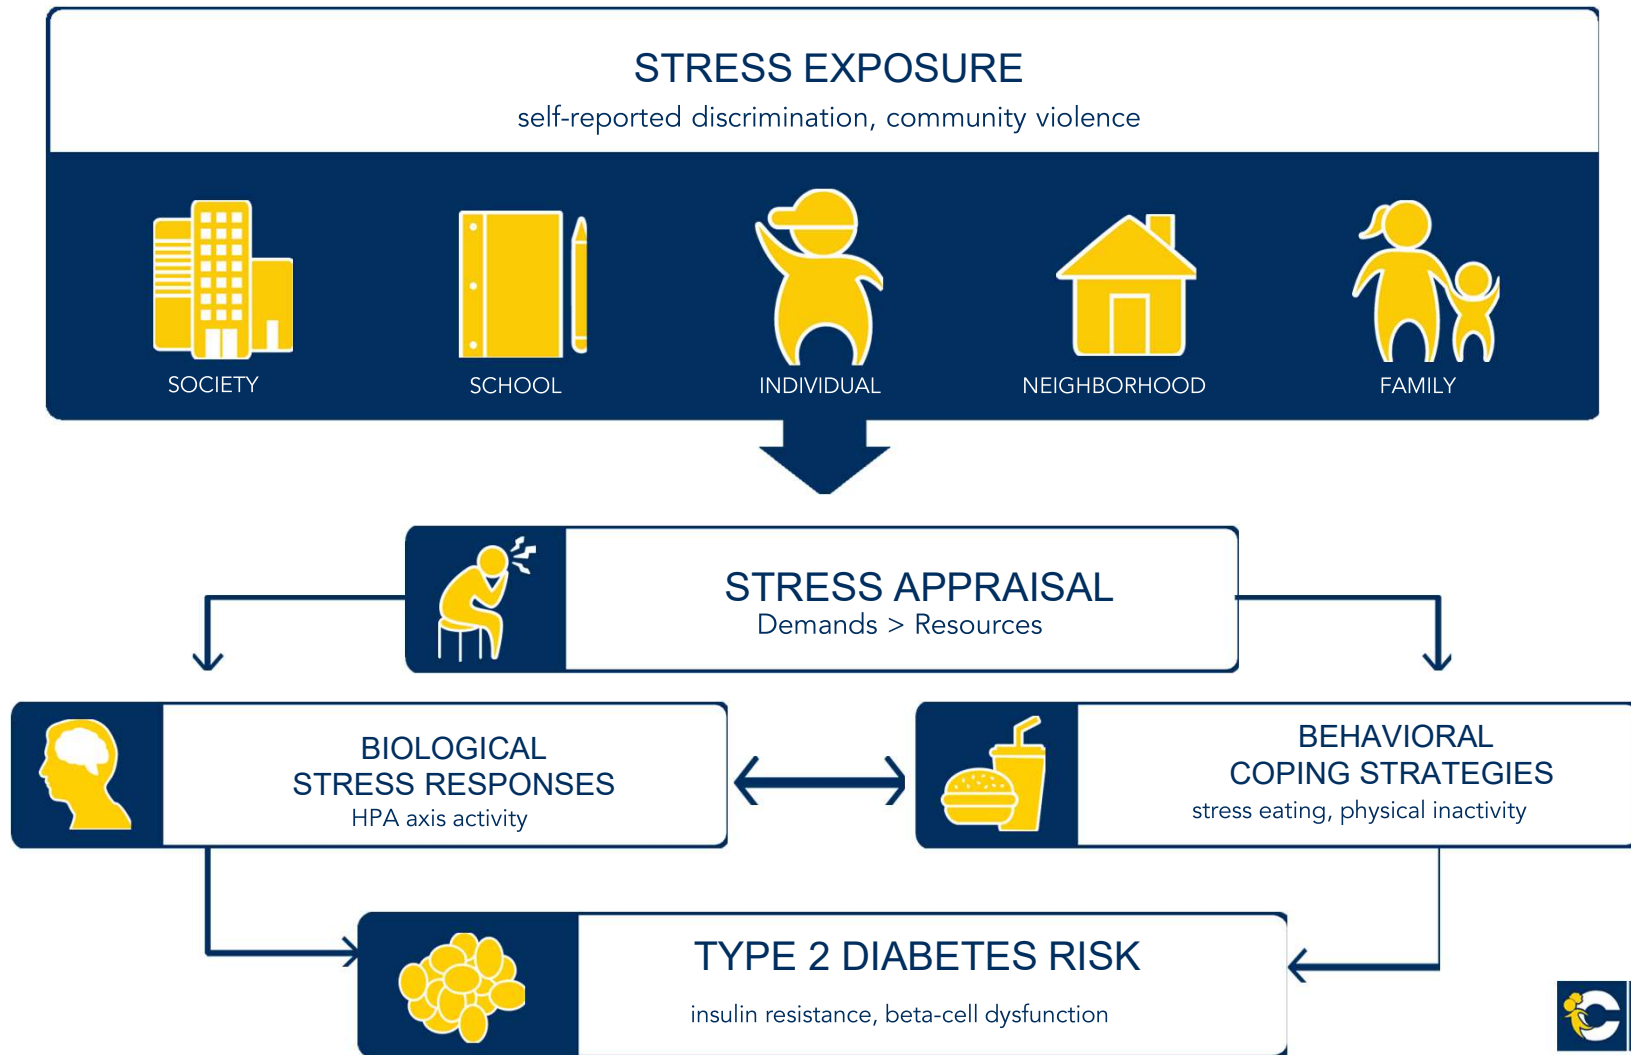 STRESS EXPOSURE
self-reported discrimination, community violence
SOCIETY
SCHOOL
INDIVIDUAL
NEIGHBORHOOD
FAMILY
STRESS APPRAISAL
Demands > Resources
BIOLOGICAL
STRESS RESPONSES
HPA axis activity
BEHAVIORAL
COPING STRATEGIES
stress eating, physical inactivity
TYPE 2 DIABETES RISK
insulin resistance, beta-cell dysfunction
C